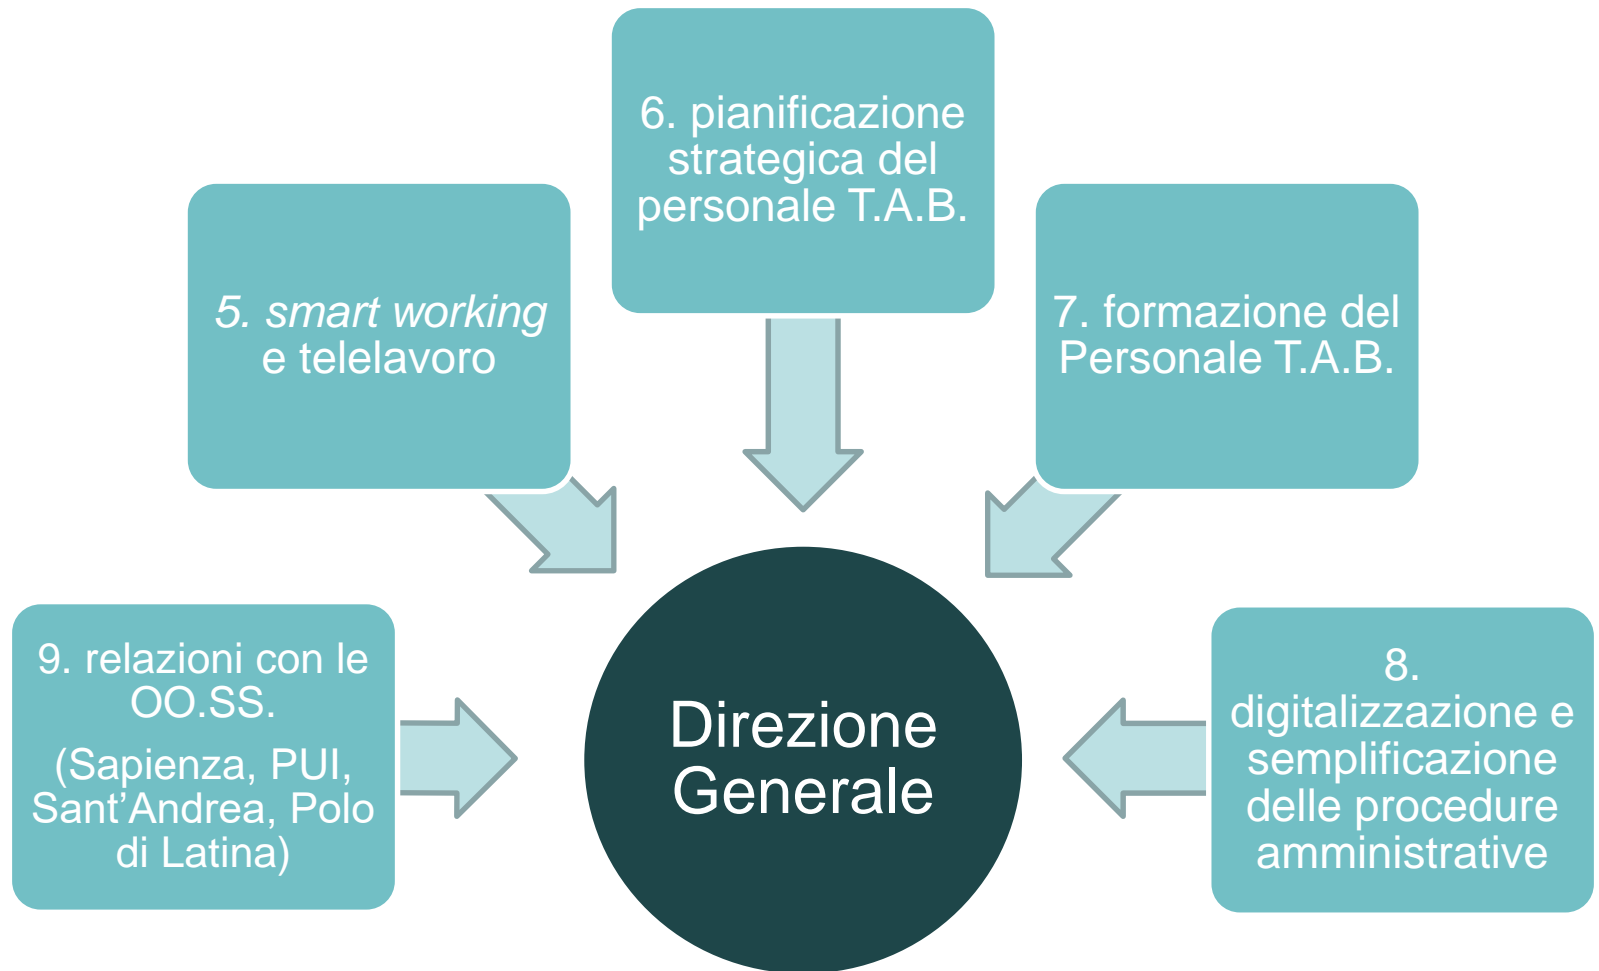 6. pianificazione
strategica del
personale T.A.B.
5. smart working
e telelavoro
7. formazione del
Personale T.A.B.
9. relazioni con le
OO.SS.
(Sapienza, PUI,
Sant’Andrea, Polo
di Latina)
Direzione
Generale
8.
digitalizzazione e
semplificazione
delle procedure
amministrative